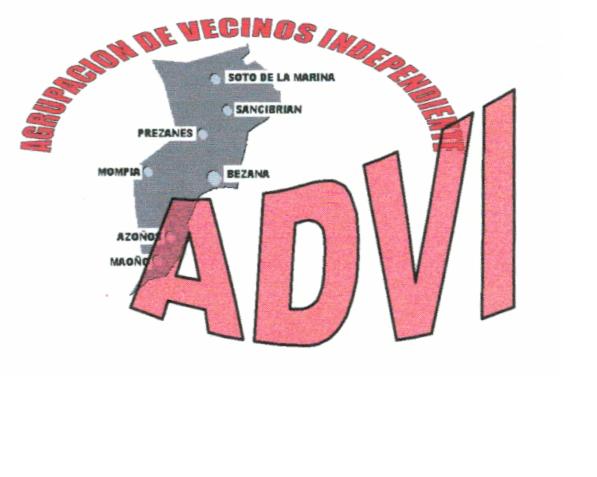 AGRUPACION DE VECINOS INDEPENDIENTE
SOTO DE LA MARINA
SANCIBRIAN
PREZANES
MOMPIA
BEZANA
AZOÑOS
MAOÑO
ADVI